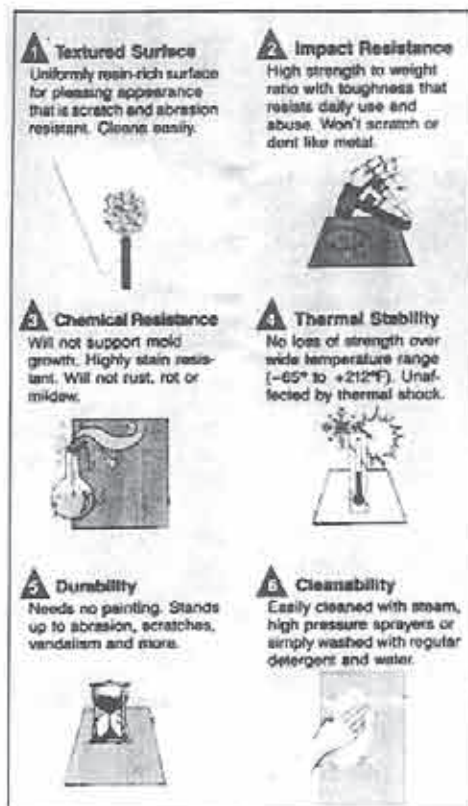 1 Textured Surface
Uniformly resin-rich surface
for pleasing appearance
that is scratch and abrasion
resistant. Cleans easily.
2 Impact Resistance
High strength to weight
ratio with toughness that
resists daily use and
abuse. Won't scratch or
dent like metal.
3 Chemical Resistance
Will not support mold
growth. Highly stain resis-
tant. Will not rust, rot or
mildew.
4 Thermal Stability
No loss of strength over
wide temperature range
(-65° to +212°F). Unaf-
fected by thermal shock.
5 Durability
Needs no painting. Stands
up to abrasion, scratches,
vandalism and more.
6 Cleanability
Easily cleaned with steam,
high pressure sprayers or
simply washed with regular
detergent and water.